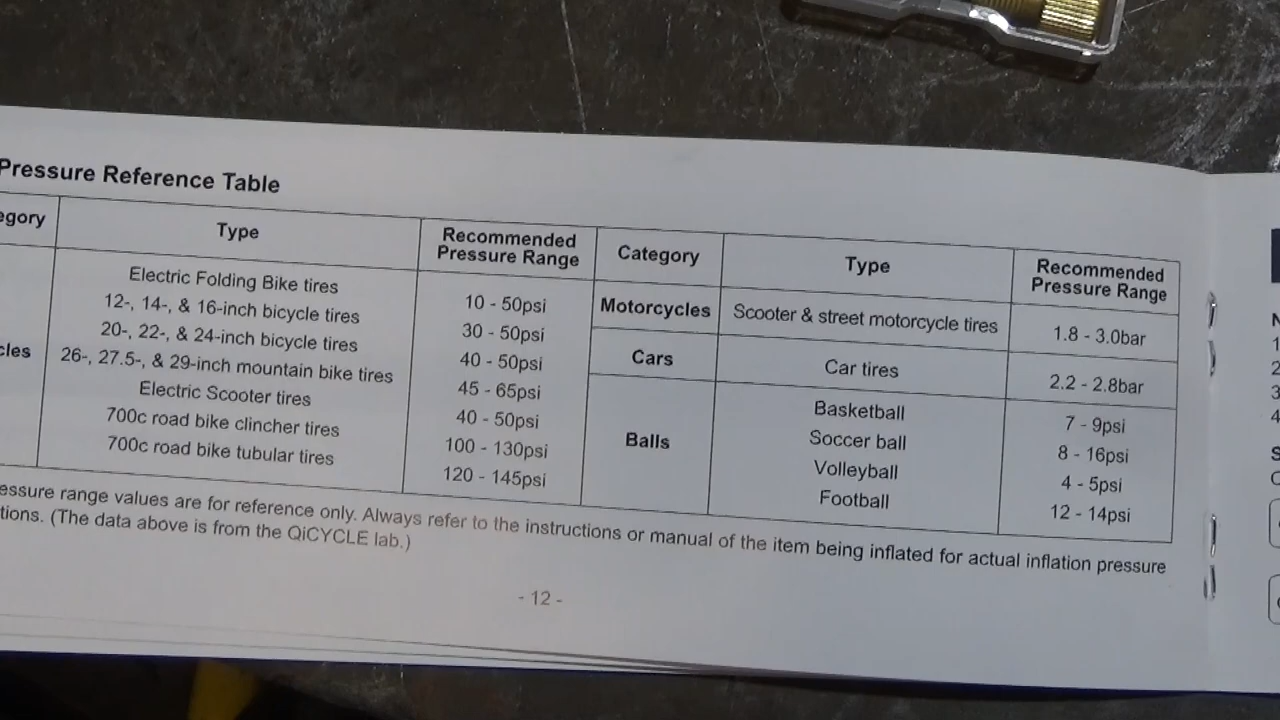 Pressure Reference Table
egory Type Recommended Pressure Range Category Type Recommended Pressure Range
cles
Electric Folding Bike tires 10 - 50psi
12-, 14-, & 16-inch bicycle tires 30 - 50psi
20-, 22-, & 24-inch bicycle tires 40 - 50psi
26-, 27.5-, & 29-inch mountain bike tires 45 - 65psi
Electric Scooter tires 40 - 50psi
700c road bike clincher tires 100 - 130psi
700c road bike tubular tires 120 - 145psi
Motorcycles Scooter & street motorcycle tires 1.8 - 3.0bar
Cars Car tires 2.2 - 2.8bar
Balls
Basketball 7 - 9psi
Soccer ball 8 - 16psi
Volleyball 4 - 5psi
Football 12 - 14psi
essure range values are for reference only. Always refer to the instructions or manual of the item being inflated for actual inflation pressure
tions. (The data above is from the QiCYCLE lab.)
- 12 -
N
1
2
3
4
S